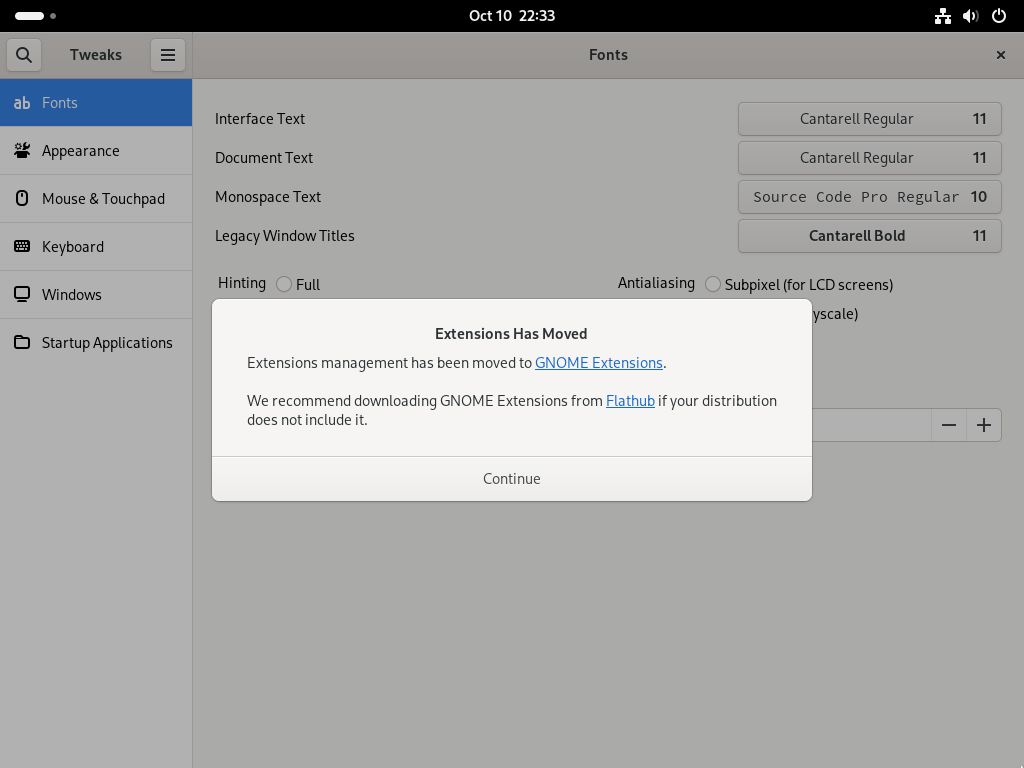 Oct 10 22:33
Tweaks
Fonts
Fonts
Appearance
Mouse & Touchpad
Keyboard
Windows
Startup Applications
Interface Text
Cantarell Regular 11
Document Text
Cantarell Regular 11
Monospace Text
Source Code Pro Regular 10
Legacy Window Titles
Cantarell Bold 11
Hinting
Full
Antialiasing
Subpixel (for LCD screens)
yscale)
Extensions Has Moved
Extensions management has been moved to GNOME Extensions.
We recommend downloading GNOME Extensions from Flathub if your distribution
does not include it.
Continue